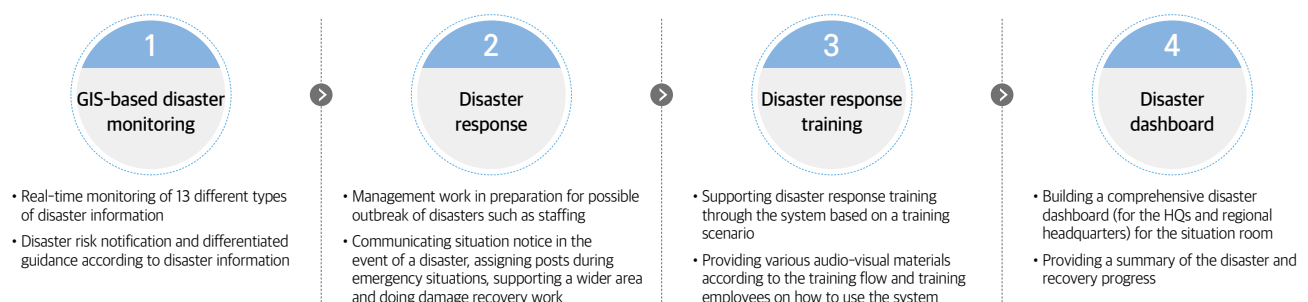 1
GIS-based disaster
monitoring
• Real-time monitoring of 13 different types
of disaster information
• Disaster risk notification and differentiated
guidance according to disaster information
2
Disaster
response
• Management work in preparation for possible
outbreak of disasters such as staffing
• Communicating situation notice in the
event of a disaster, assigning posts during
emergency situations, supporting a wider area
and doing damage recovery work
3
Disaster response
training
• Supporting disaster response training
through the system based on a training
scenario
• Providing various audio-visual materials
according to the training flow and training
employees on how to use the system
4
Disaster
dashboard
• Building a comprehensive disaster
dashboard (for the HQs and regional
headquarters) for the situation room
• Providing a summary of the disaster and
recovery progress